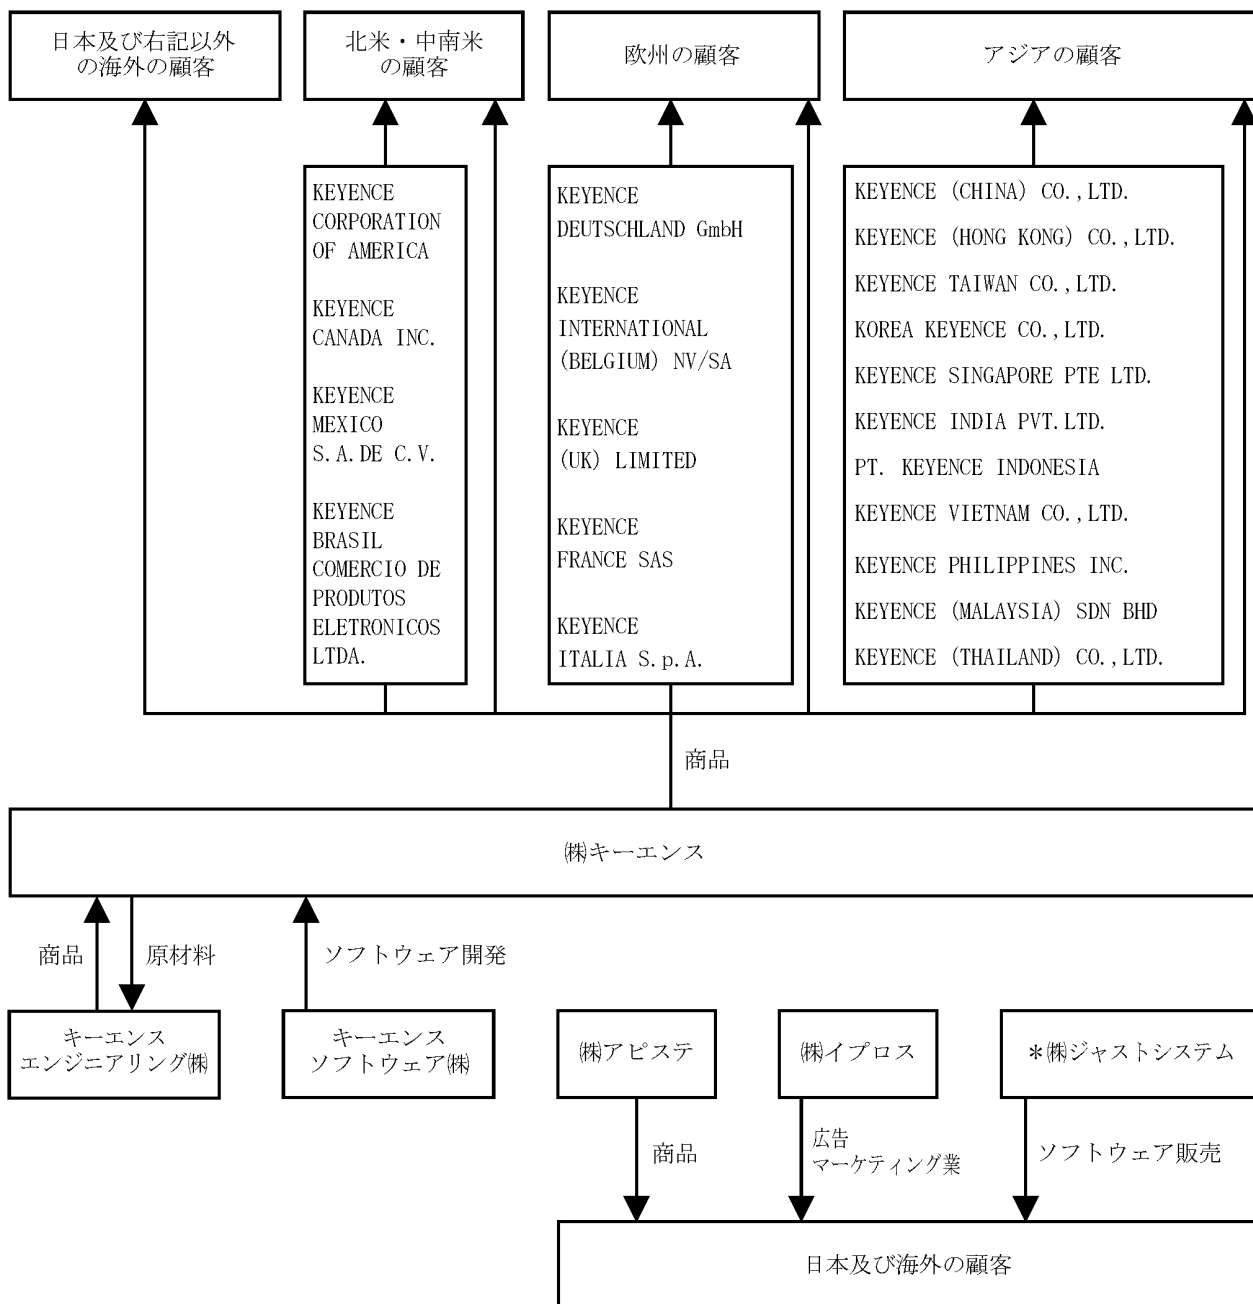 日本及び右記以外
の海外の顧客
北米・中南米
の顧客
欧州の顧客
アジアの顧客
KEYENCE
CORPORATION
OF AMERICA
KEYENCE
CANADA INC.
KEYENCE
MEXICO
S.A.DE C.V.
KEYENCE
BRASIL
COMERCIO DE
PRODUTOS
ELETRONICOS
LTDA.
KEYENCE
DEUTSCHLAND GmbH
KEYENCE
INTERNATIONAL
(BELGIUM) NV/SA
KEYENCE
(UK) LIMITED
KEYENCE
FRANCE SAS
KEYENCE
ITALIA S.p.A.
KEYENCE (CHINA) CO.,LTD.
KEYENCE (HONG KONG) CO.,LTD.
KEYENCE TAIWAN CO.,LTD.
KOREA KEYENCE CO.,LTD.
KEYENCE SINGAPORE PTE LTD.
KEYENCE INDIA PVT.LTD.
PT. KEYENCE INDONESIA
KEYENCE VIETNAM CO.,LTD.
KEYENCE PHILIPPINES INC.
KEYENCE (MALAYSIA) SDN BHD
KEYENCE (THAILAND) CO.,LTD.
商品
㈱キーエンス
商品
原材料
ソフトウェア開発
キーエンス
エンジニアリング㈱
キーエンス
ソフトウェア㈱
㈱アピステ
㈱イプロス
＊㈱ジャストシステム
商品
広告
マーケティング業
ソフトウェア販売
日本及び海外の顧客